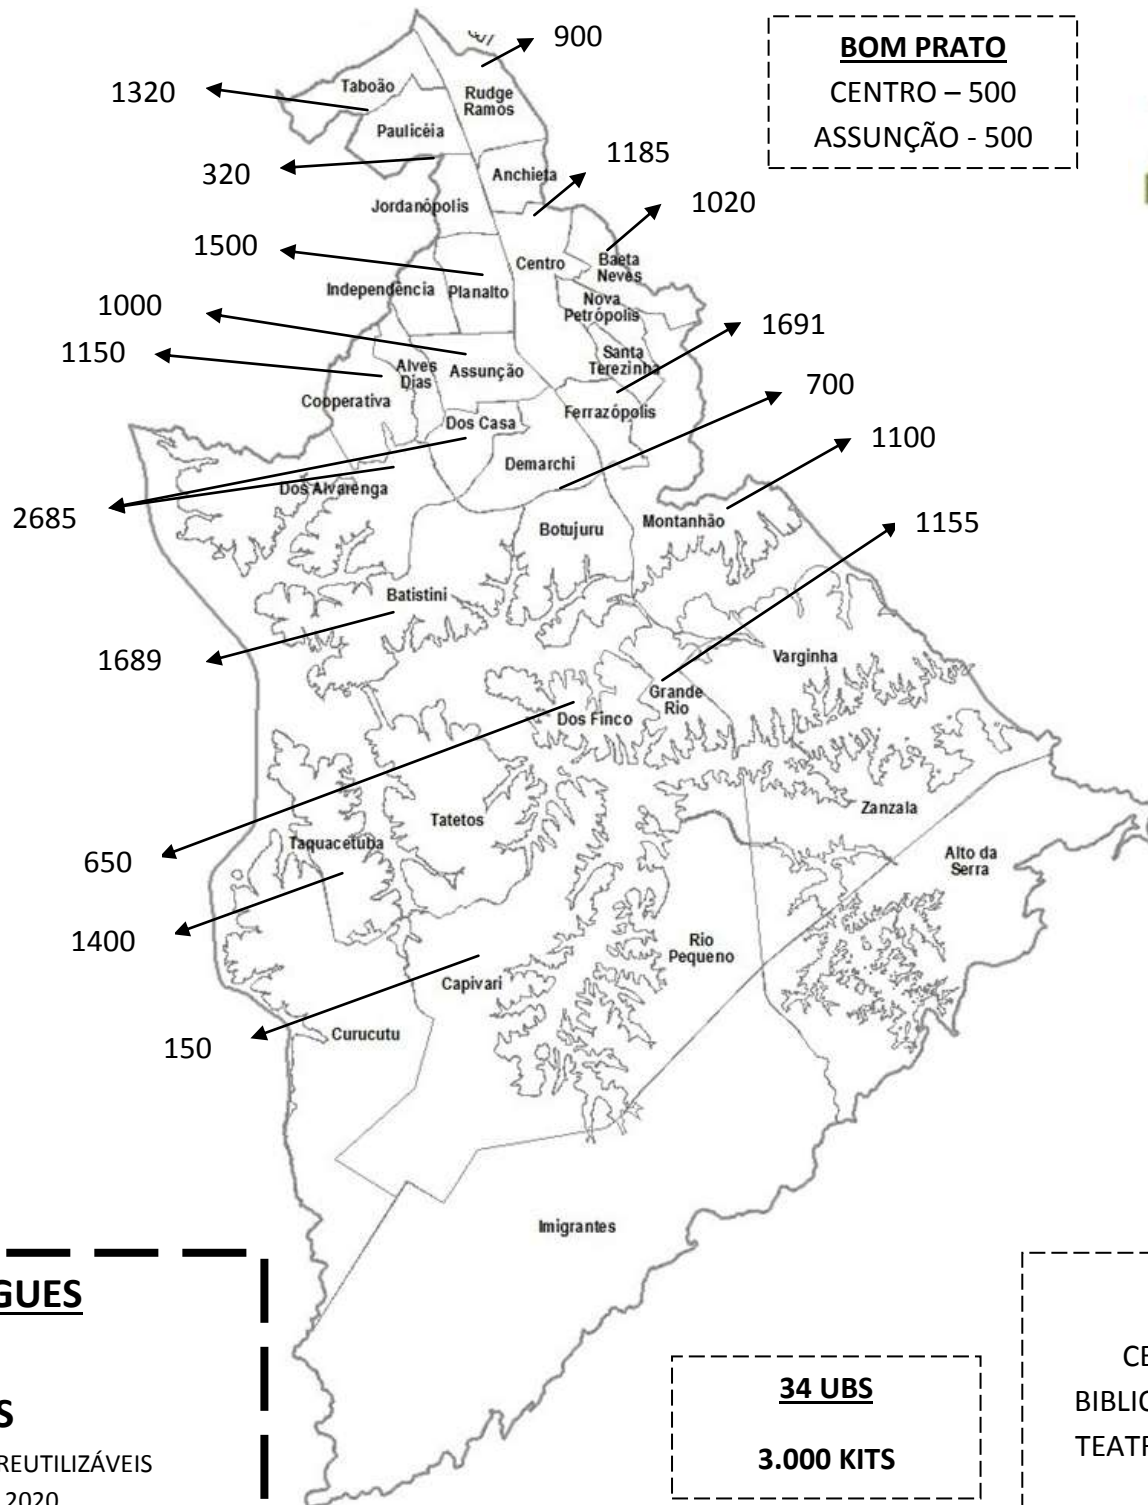 900
BOM PRATO
CENTRO – 500
ASSUNÇÃO - 500
1320
Taboão
Rudge
Ramos
Paulicéia
320
1185
Anchieta
Jordanópolis
1020
1500
Centro
Baeta
Neves
Independência
Planalto
Nova
Petrópolis
1000
1691
1150
Santa
Terezinha
Alves
Dias
Assunção
700
Cooperativa
Ferrazópolis
Dos Casa
1100
Demarchi
Dos Alvarenga
2685
Montanhão
1155
Botujuru
Batistini
1689
Varginha
Grande
Rio
Dos Finco
Zanzala
Tatetos
Taquacetuba
650
Alto da
Serra
1400
Rio
Pequeno
Capivari
Curucutu
150
Imigrantes
GUES
S
REUTILIZÁVEIS
2020
34 UBS
3.000 KITS
CE
BIBLIO
TEATR